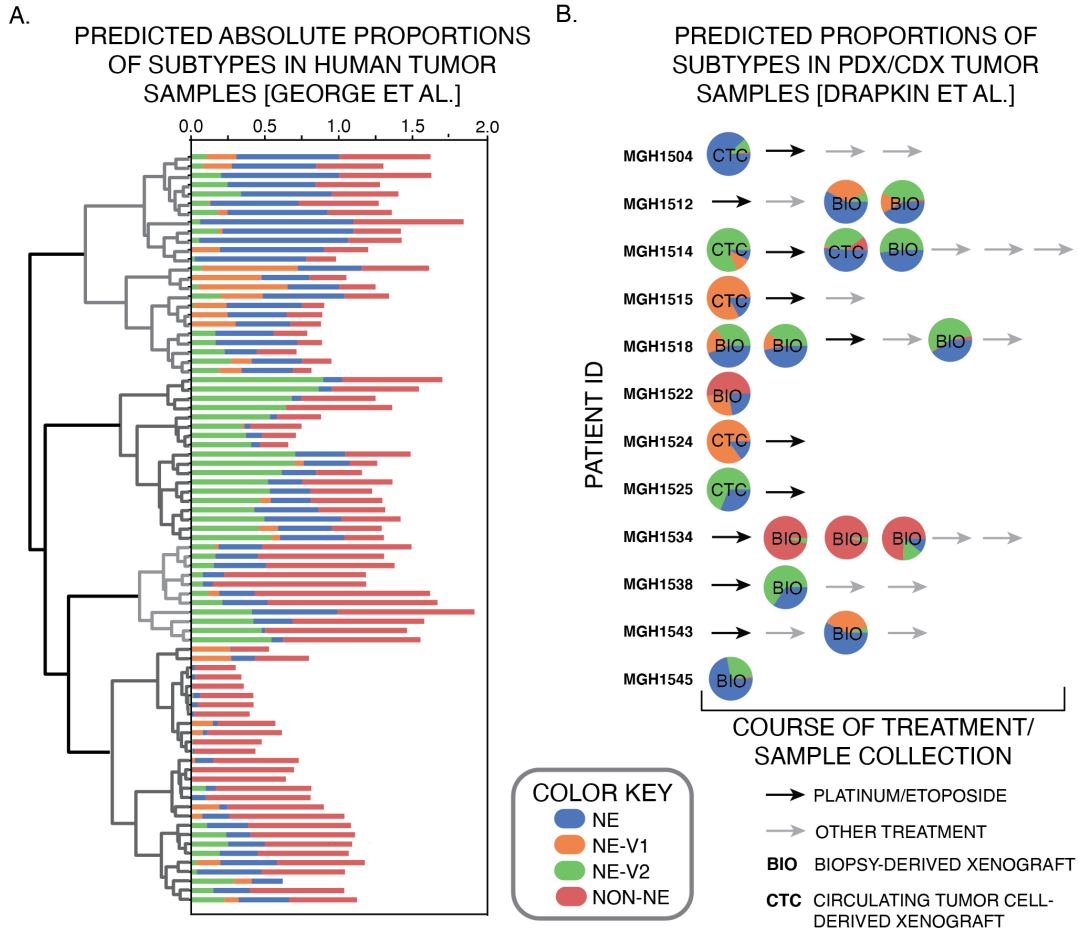 A.
PREDICTED ABSOLUTE PROPORTIONS
OF SUBTYPES IN HUMAN TUMOR
SAMPLES [GEORGE ET AL.]
0.0 0.5 1.0 1.5 2.0
B.
PREDICTED PROPORTIONS OF
SUBTYPES IN PDX/CDX TUMOR
SAMPLES [DRAPKIN ET AL.]
PATIENT ID
MGH1504 CTC
MGH1512 BIO BIO
MGH1514 CTC CTC BIO
MGH1515 CTC
MGH1518 BIO BIO BIO
MGH1522 BIO
MGH1524 CTC
MGH1525 CTC
MGH1534 BIO BIO BIO
MGH1538 BIO
MGH1543 BIO
MGH1545 BIO
COURSE OF TREATMENT/
SAMPLE COLLECTION
COLOR KEY
NE
NE-V1
NE-V2
NON-NE
PLATINUM/ETOPOSIDE
OTHER TREATMENT
BIO BIOPSY-DERIVED XENOGRAFT
CTC CIRCULATING TUMOR CELL-
DERIVED XENOGRAFT